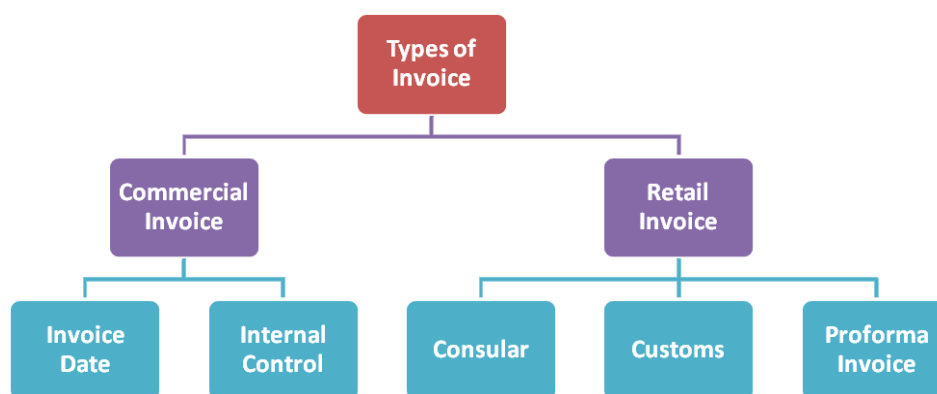 Types of
Invoice
Commercial
Invoice
Retail
Invoice
Invoice
Date
Internal
Control
Consular
Customs
Proforma
Invoice